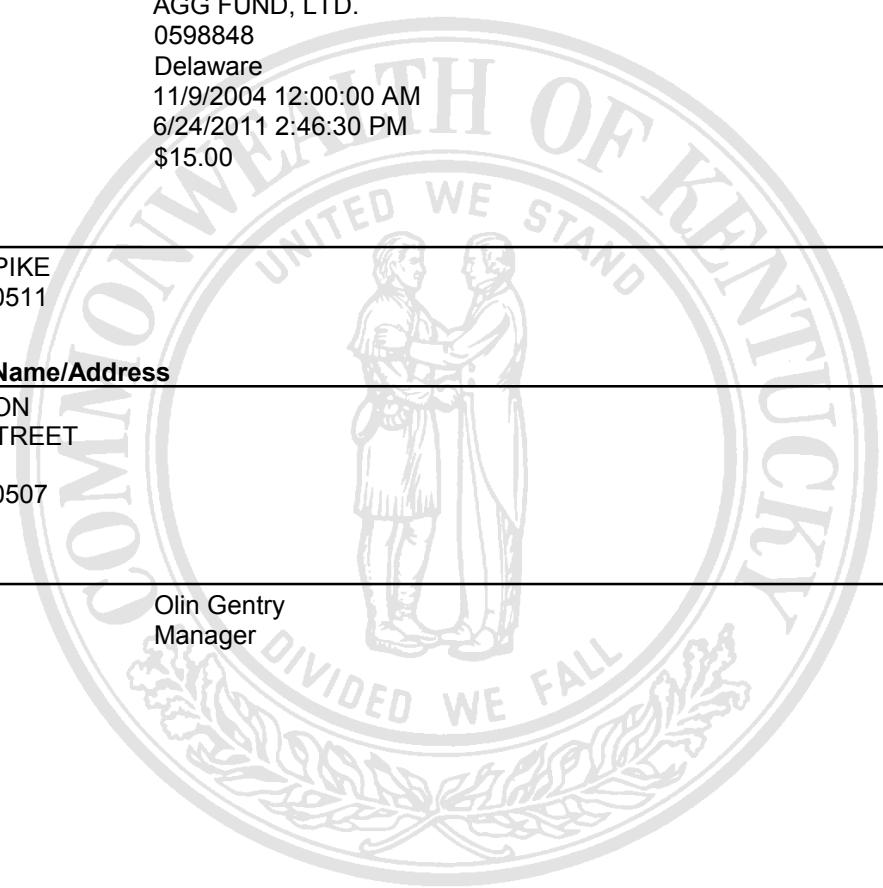 AGG FUND, LTD.
0598848
Delaware
11/9/2004 12:00:00 AM
6/24/2011 2:46:30 PM
$15.00
PIKE
0511
Name/Address
ON
TREET
0507
Olin Gentry
Manager
COMMONWEALTH OF KENTUCKY
UNITED WE STAND
DIVIDED WE FALL